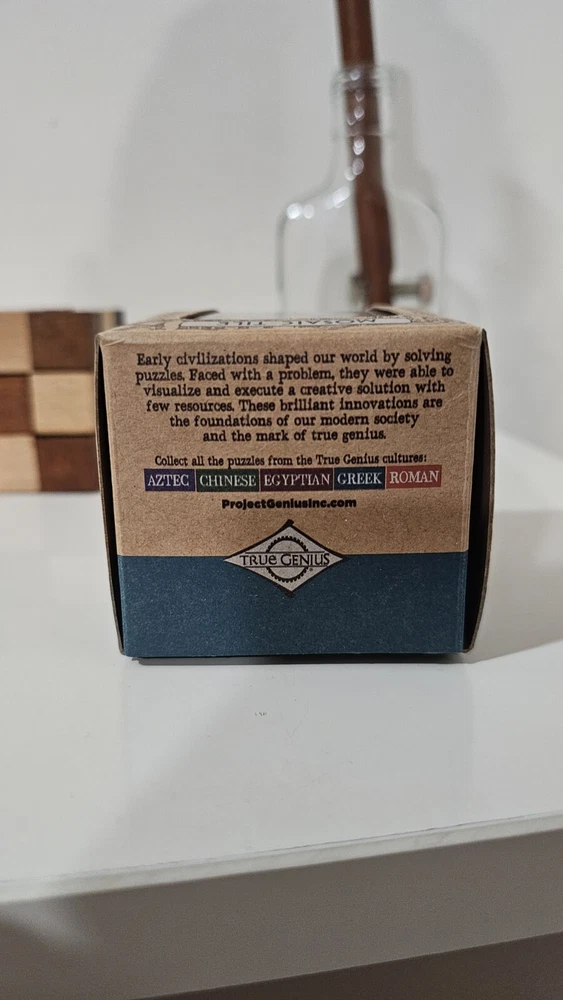 MOSAIC TILE
Early civilizations shaped our world by solving
puzzles. Faced with a problem, they were able to
visualize and execute a creative solution with
few resources. These brilliant innovations are
the foundations of our modern society
and the mark of true genius.
Collect all the puzzles from the True Genius cultures:
AZTEC CHINESE EGYPTIAN GREEK ROMAN
ProjectGeniusInc.com
TRUE GENIUS